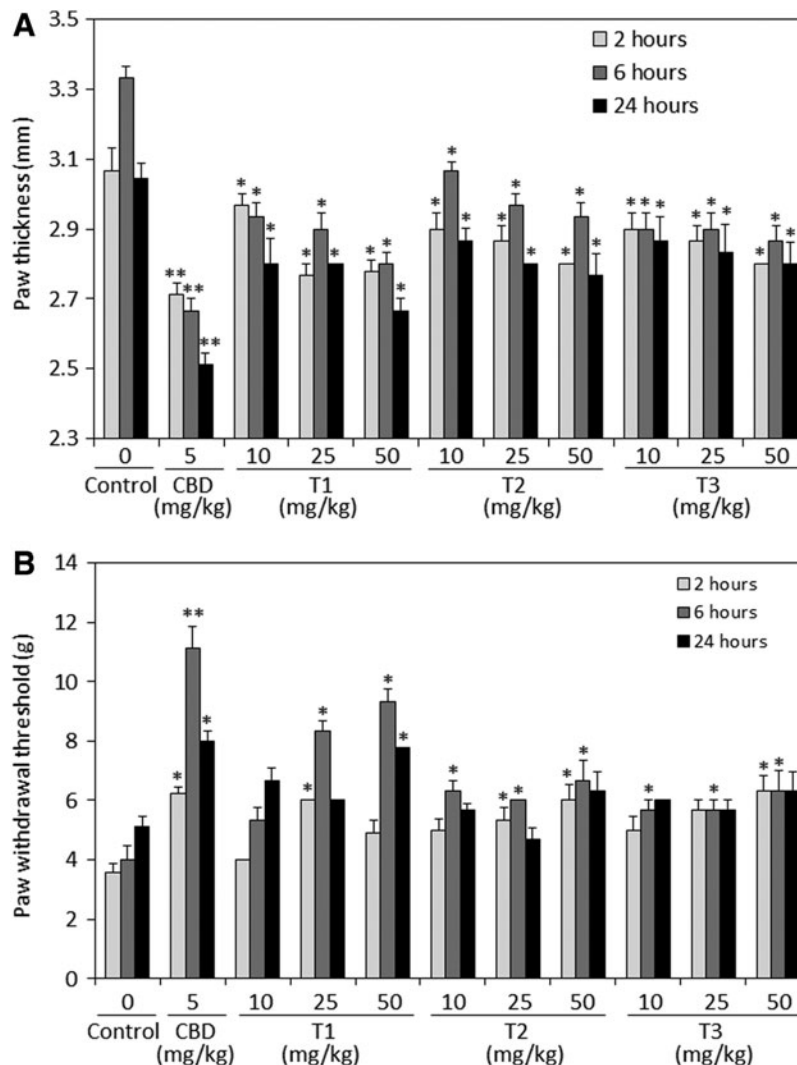 A
3.5
3.3
3.1
2.9
2.7
2.5
2.3
Paw thickness (mm)
2 hours
6 hours
24 hours
** ** **
* * * * * * * * *
* * * * * * * * *
* * * * * * * * *
0 5 10 25 50 10 25 50 10 25 50
Control CBD T1 T2 T3
(mg/kg) (mg/kg) (mg/kg) (mg/kg)
B
14
12
10
8
6
4
2
0
Paw withdrawal threshold (g)
2 hours
6 hours
24 hours
* ** *
* * * *
* * * * *
* * * *
0 5 10 25 50 10 25 50 10 25 50
Control CBD T1 T2 T3
(mg/kg) (mg/kg) (mg/kg) (mg/kg)